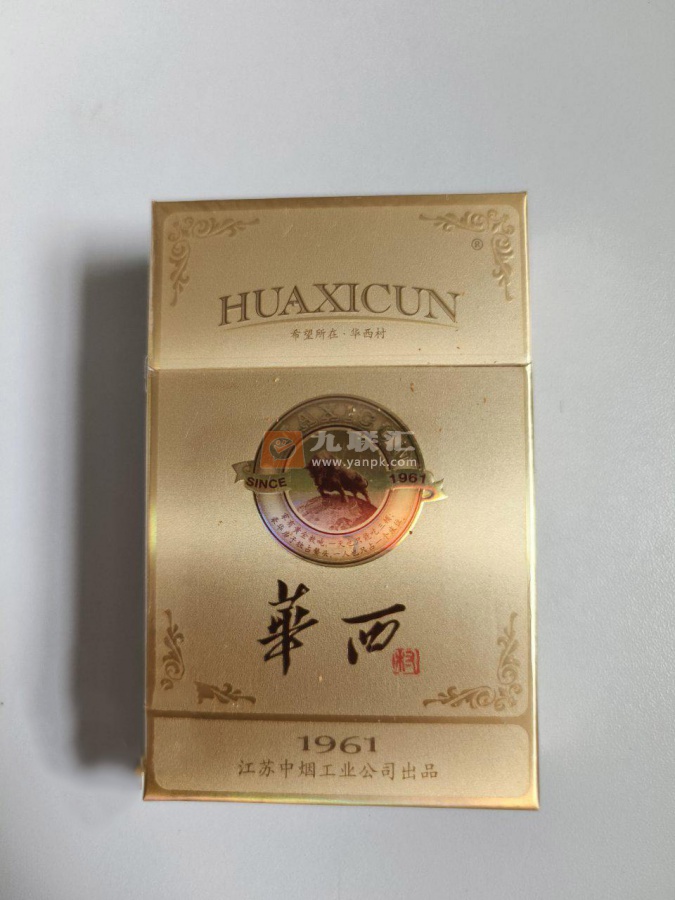 ®
HUAXICUN
希望所在·华西村
九联汇
www.yanpk.com
SINCE 1961
華西
村
1961
江苏中烟工业公司出品